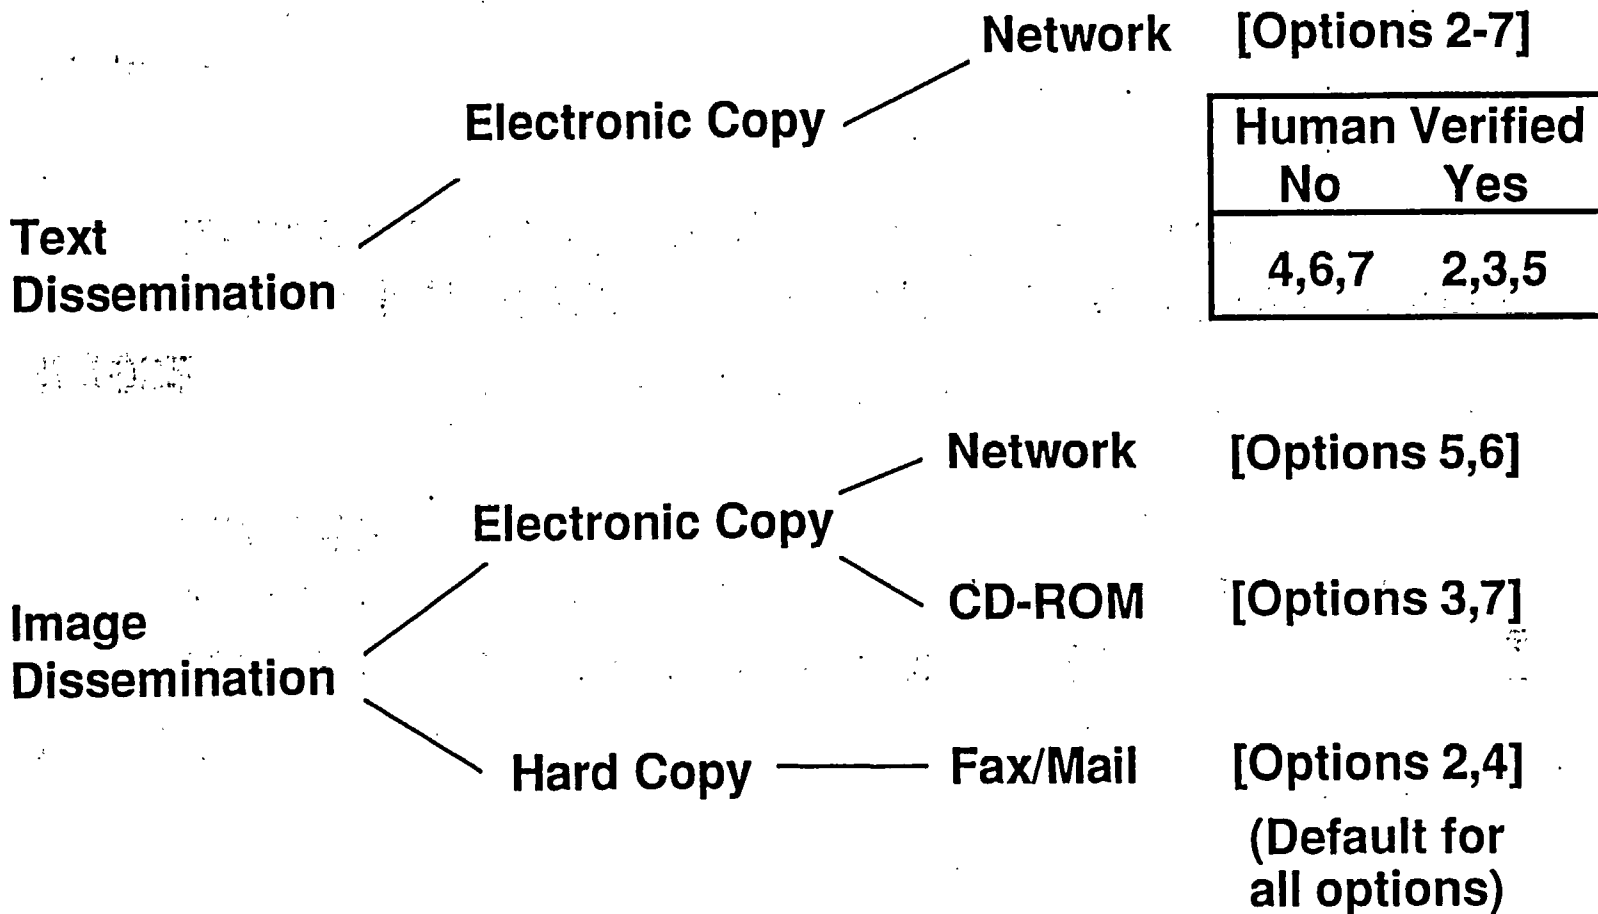 Network [Options 2-7]
Electronic Copy
Human Verified
No Yes
4,6,7 2,3,5
Text
Dissemination
Network [Options 5,6]
Electronic Copy
CD-ROM [Options 3,7]
Image
Dissemination
Hard Copy Fax/Mail [Options 2,4]
(Default for
all options)